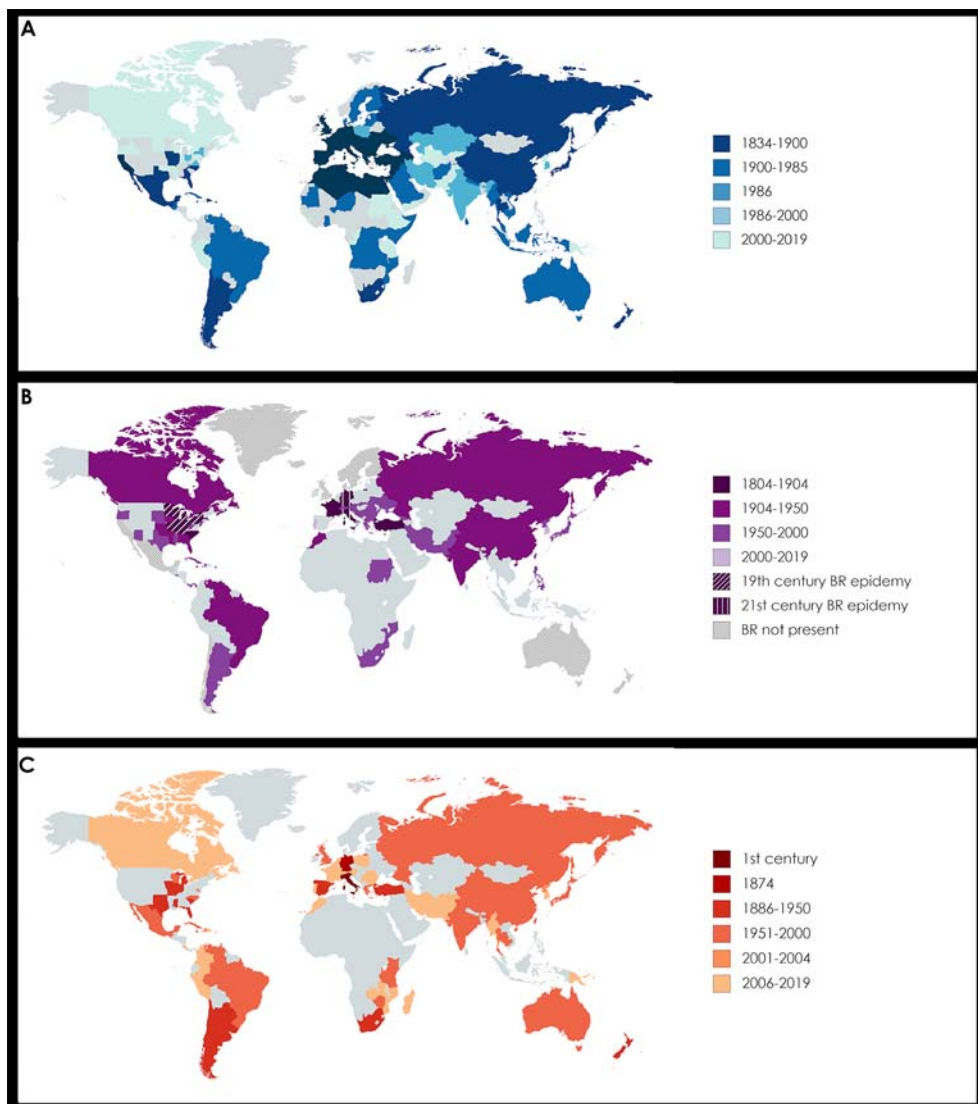 A
1834-1900
1900-1985
1986
1986-2000
2000-2019
B
1804-1904
1904-1950
1950-2000
2000-2019
19th century BR epidemy
21st century BR epidemy
BR not present
C
1st century
1874
1886-1950
1951-2000
2001-2004
2006-2019